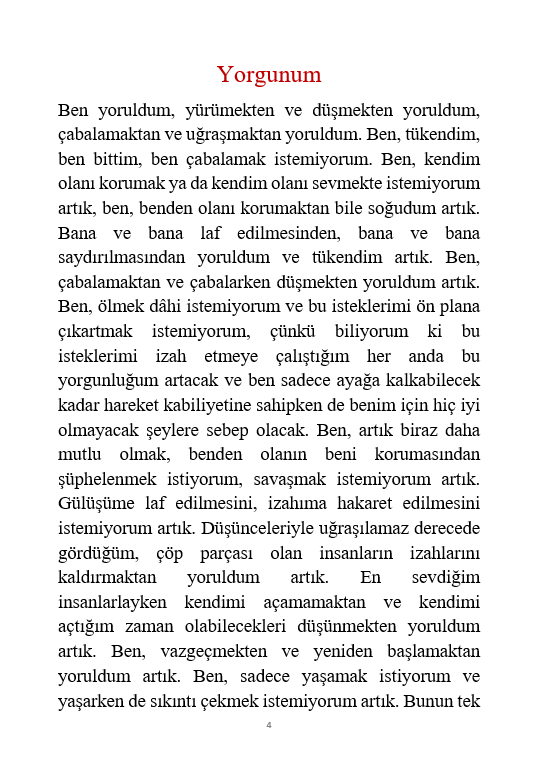 Yorgunum
Ben yoruldum, yürümekten ve düşmekten yoruldum,
çabalamaktan ve uğraşmaktan yoruldum. Ben, tükendim,
ben bittim, ben çabalamak istemiyorum. Ben, kendim
olanı korumak ya da kendim olanı sevmekte istemiyorum
artık, ben, benden olanı korumaktan bile soğudum artık.
Bana ve bana laf edilmesinden, bana ve bana
saydırılmasından yoruldum ve tükendim artık. Ben,
çabalamaktan ve çabalarken düşmekten yoruldum artık.
Ben, ölmek dâhi istemiyorum ve bu isteklerimi ön plana
çıkartmak istemiyorum, çünkü biliyorum ki bu
isteklerimi izah etmeye çalıştığım her anda bu
yorgunluğum artacak ve ben sadece ayağa kalkabilecek
kadar hareket kabiliyetine sahipken de benim için hiç iyi
olmayacak şeylere sebep olacak. Ben, artık biraz daha
mutlu olmak, benden olanın beni korumasından
şüphelenmek istiyorum, savaşmak istemiyorum artık.
Gülüşüme laf edilmesini, izahıma hakaret edilmesini
istemiyorum artık. Düşünceleriyle uğraşılamaz derecede
gördüğüm, çöp parçası olan insanların izahlarını
kaldırmaktan yoruldum artık. En sevdiğim
insanlarlayken kendimi açamamaktan ve kendimi
açtığım zaman olabilecekleri düşünmekten yoruldum
artık. Ben, vazgeçmekten ve yeniden başlamaktan
yoruldum artık. Ben, sadece yaşamak istiyorum ve
yaşarken de sıkıntı çekmek istemiyorum artık. Bunun tek
4